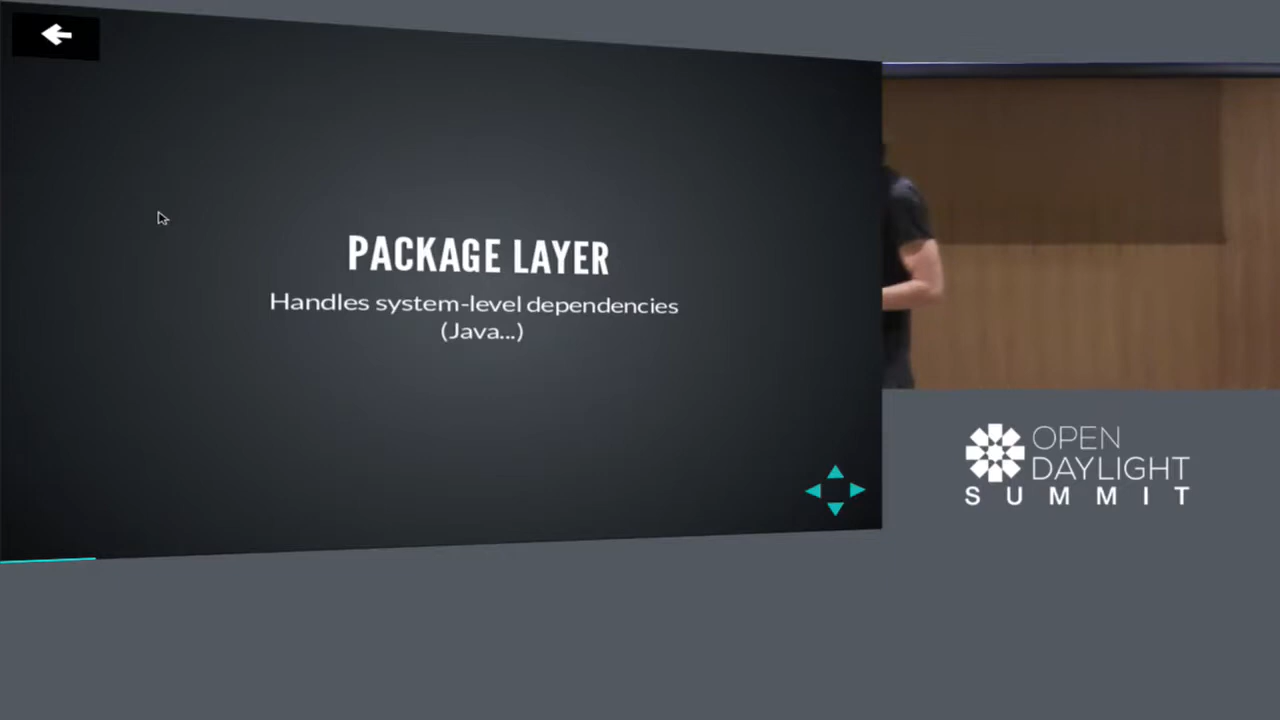 PACKAGE LAYER
Handles system-level dependencies
(Java...)
OPEN
DAYLIGHT
SUMMIT